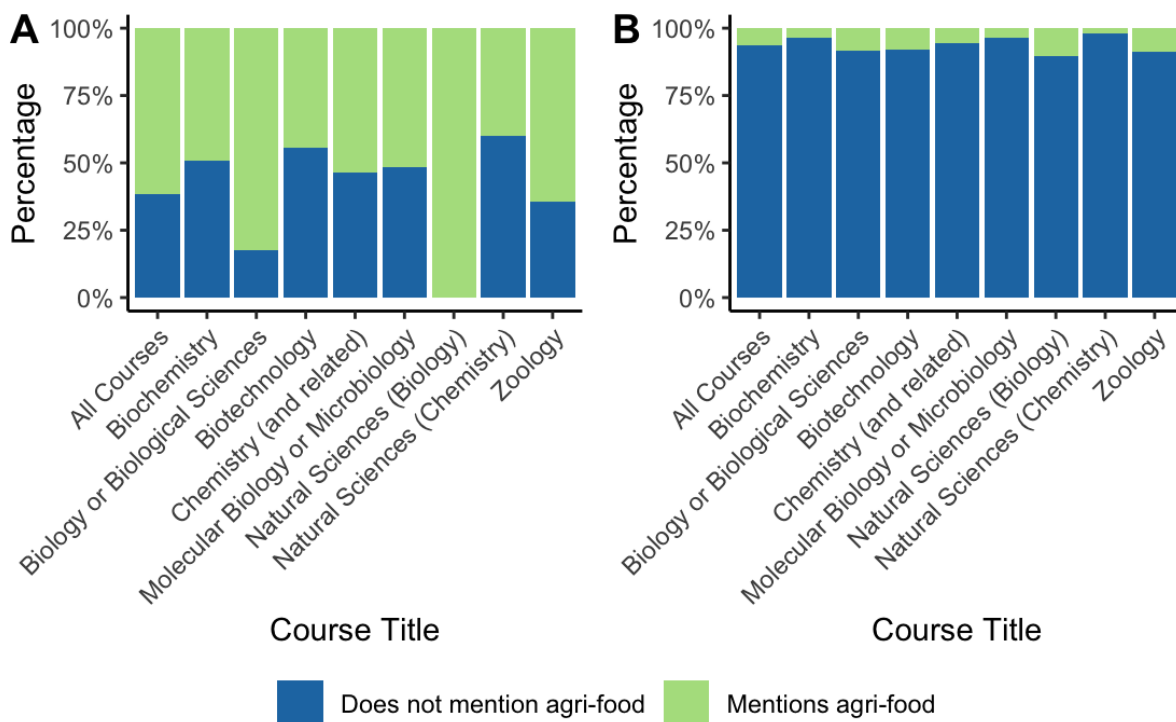 A
100%
75%
50%
25%
0%
Percentage
All Courses
Biochemistry
Biology or Biological Sciences
Biotechnology
Chemistry (and related)
Molecular Biology or Microbiology
Natural Sciences (Biology)
Natural Sciences (Chemistry)
Zoology
Course Title
B
100%
75%
50%
25%
0%
Percentage
All Courses
Biochemistry
Biology or Biological Sciences
Biotechnology
Chemistry (and related)
Molecular Biology or Microbiology
Natural Sciences (Biology)
Natural Sciences (Chemistry)
Zoology
Course Title
Does not mention agri-food
Mentions agri-food